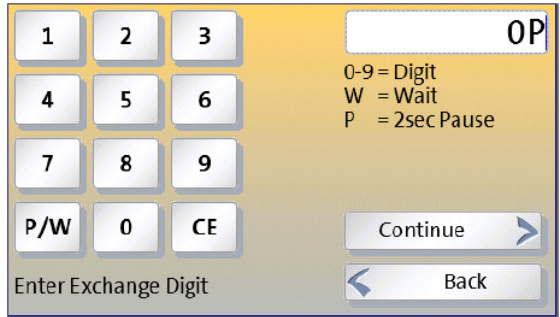 1 2 3 0P
0-9 = Digit
W = Wait
P = 2sec Pause
4 5 6
7 8 9
P/W 0 CE
Continue
Enter Exchange Digit
Back